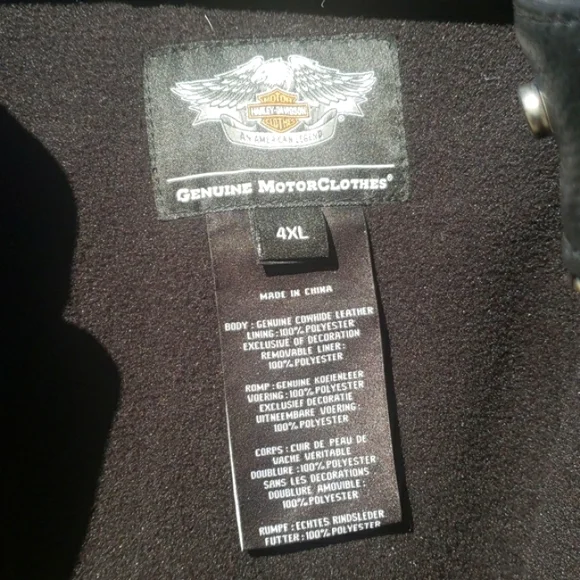 MOTOR
HARLEY-DAVIDSON
CLOTHES
AN AMERICAN LEGEND
GENUINE MOTORCLOTHES®
4XL
MADE IN CHINA
BODY : GENUINE COWHIDE LEATHER
LINING : 100% POLYESTER
EXCLUSIVE OF DECORATION
REMOVABLE LINER :
100% POLYESTER
ROMP : GENUINE KOEIENLEER
VOERING : 100% POLYESTER
EXCLUSIEF DECORATIE
UITNEEMBARE VOERING :
100% POLYESTER
CORPS : CUIR DE PEAU DE
VACHE VERITABLE
DOUBLURE : 100% POLYESTER
SANS LES DECORATIONS
DOUBLURE AMOVIBLE :
100% POLYESTER
RUMPF : ECHTES RINDSLEDER
FUTTER : 100% POLYESTER